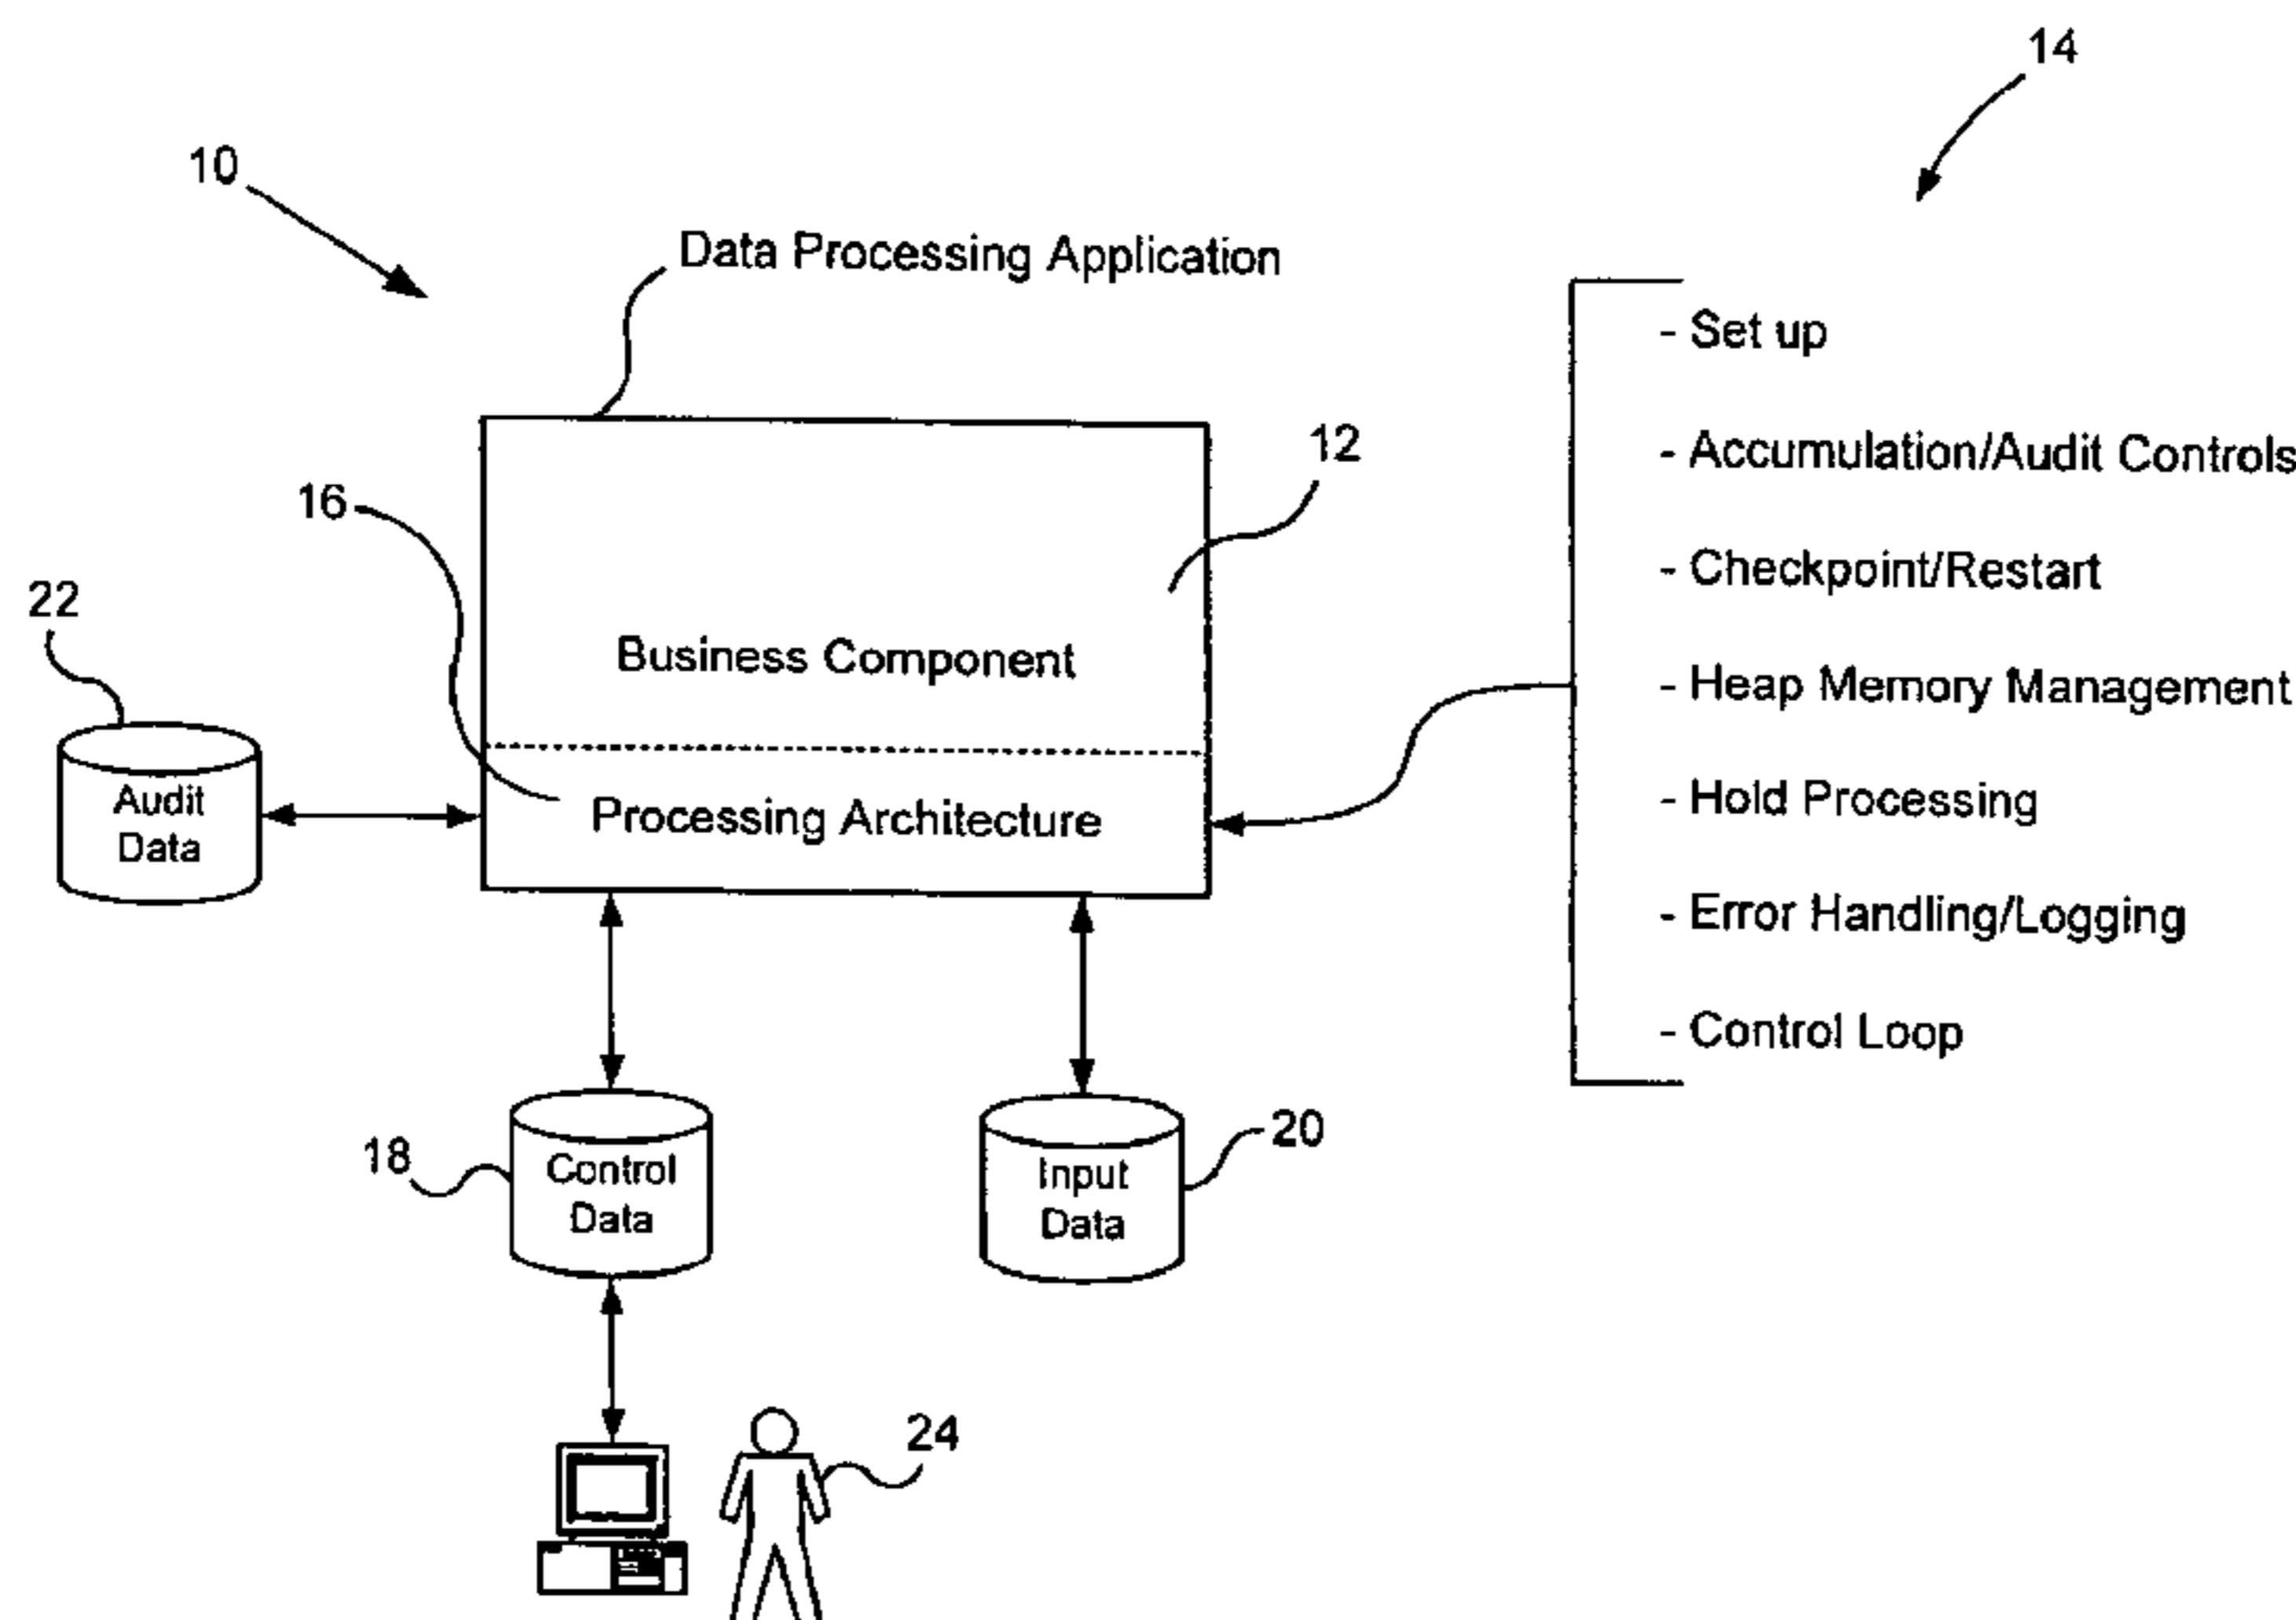 14
10
Data Processing Application
- Set up
12
- Accumulation/Audit Controls
16
- Checkpoint/Restart
22
Business Component
- Heap Memory Management
Audit
Data
Processing Architecture
- Hold Processing
- Error Handling/Logging
- Control Loop
18
Control
Data
Input
Data
20
24